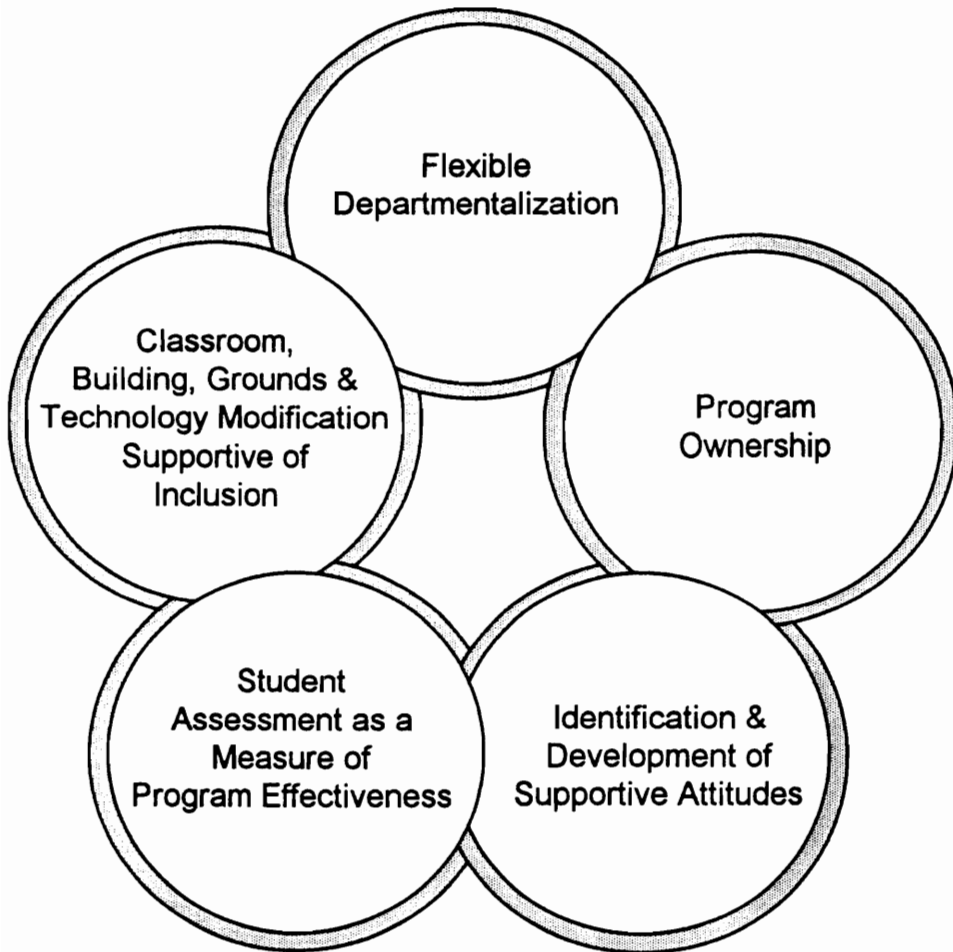 Flexible
Departmentalization
Classroom,
Building, Grounds &
Technology Modification
Supportive of
Inclusion
Program
Ownership
Student
Assessment as a
Measure of
Program Effectiveness
Identification &
Development of
Supportive Attitudes